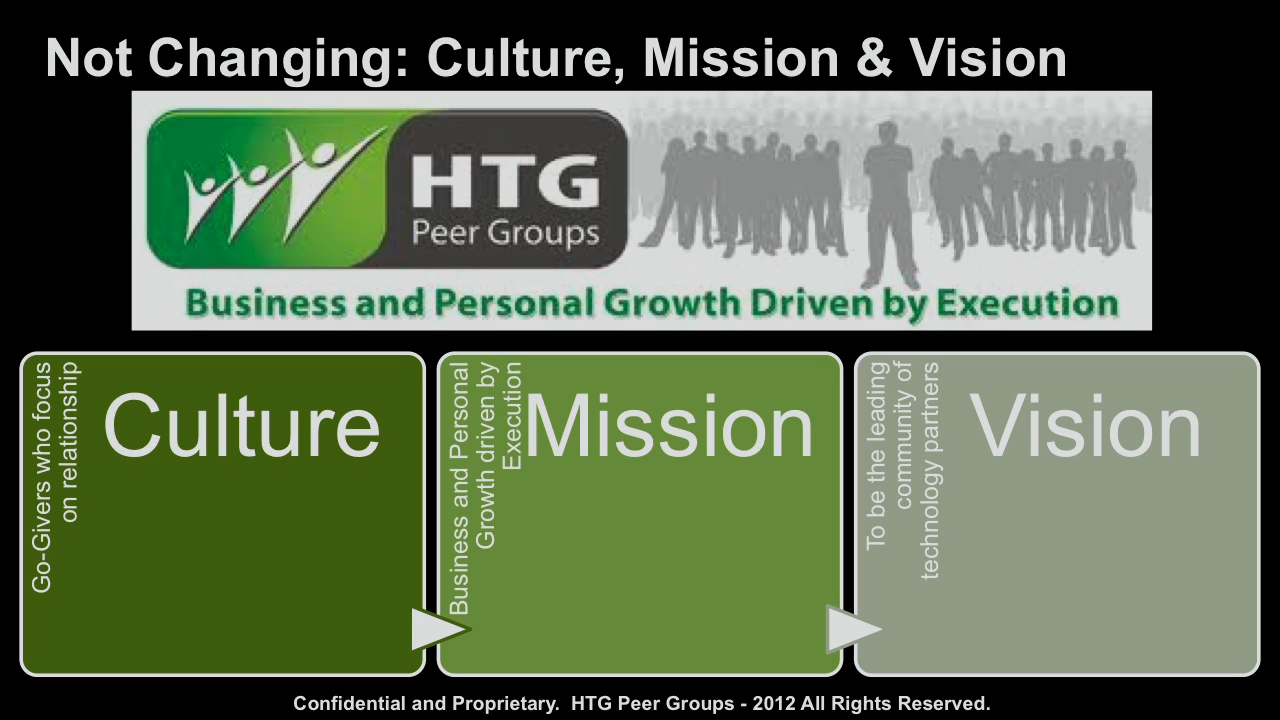 Not Changing: Culture, Mission & Vision
HTG
Peer Groups
Business and Personal Growth Driven by Execution
Go-Givers who focus
on relationship
Culture
Business and Personal
Growth driven by
Execution
Mission
To be the leading
community of
technology partners
Vision
Confidential and Proprietary.  HTG Peer Groups - 2012 All Rights Reserved.